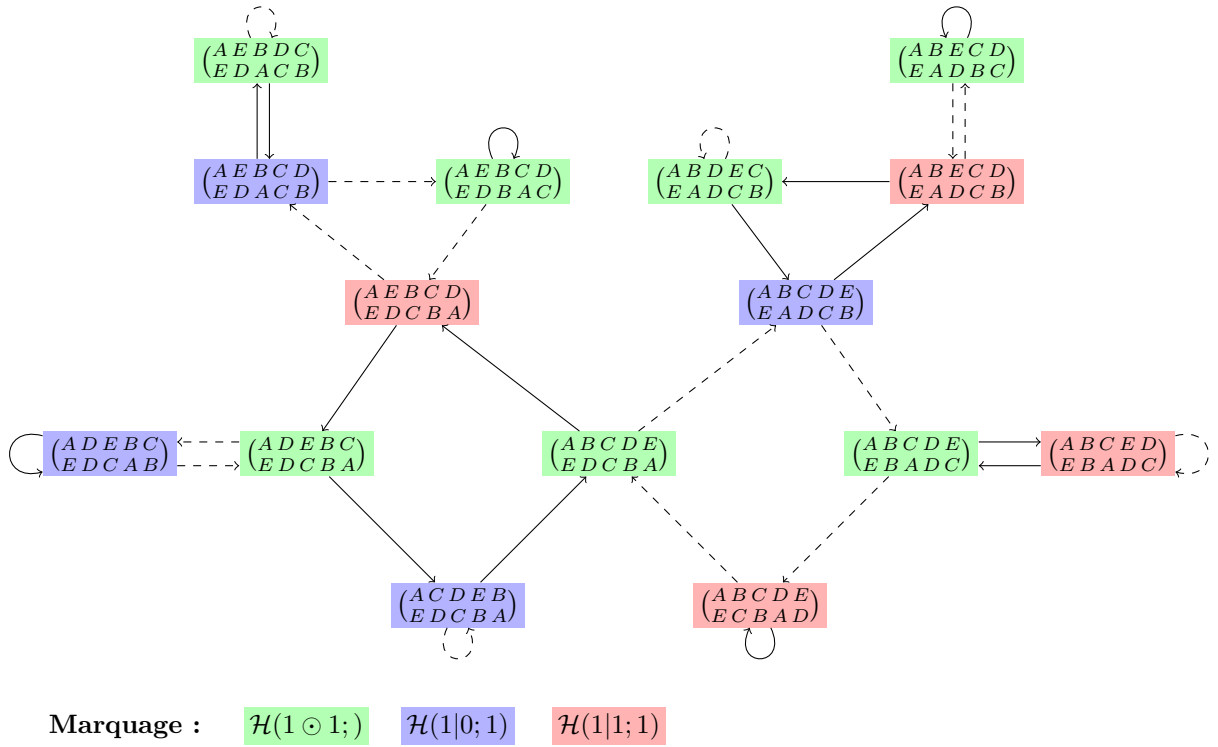 (A E B D C
E D A C B)
(A B E C D
E A D B C)
(A E B C D
E D A C B)
(A E B C D
E D B A C)
(A B D E C
E A D C B)
(A B E C D
E A D C B)
(A E B C D
E D C B A)
(A B C D E
E A D C B)
(A D E B C
E D C A B)
(A D E B C
E D C B A)
(A B C D E
E D C B A)
(A B C D E
E B A D C)
(A B C E D
E B A D C)
(A C D E B
E D C B A)
(A B C D E
E C B A D)
Marquage : ℋ(1 ⊙ 1;) ℋ(1|0; 1) ℋ(1|1; 1)